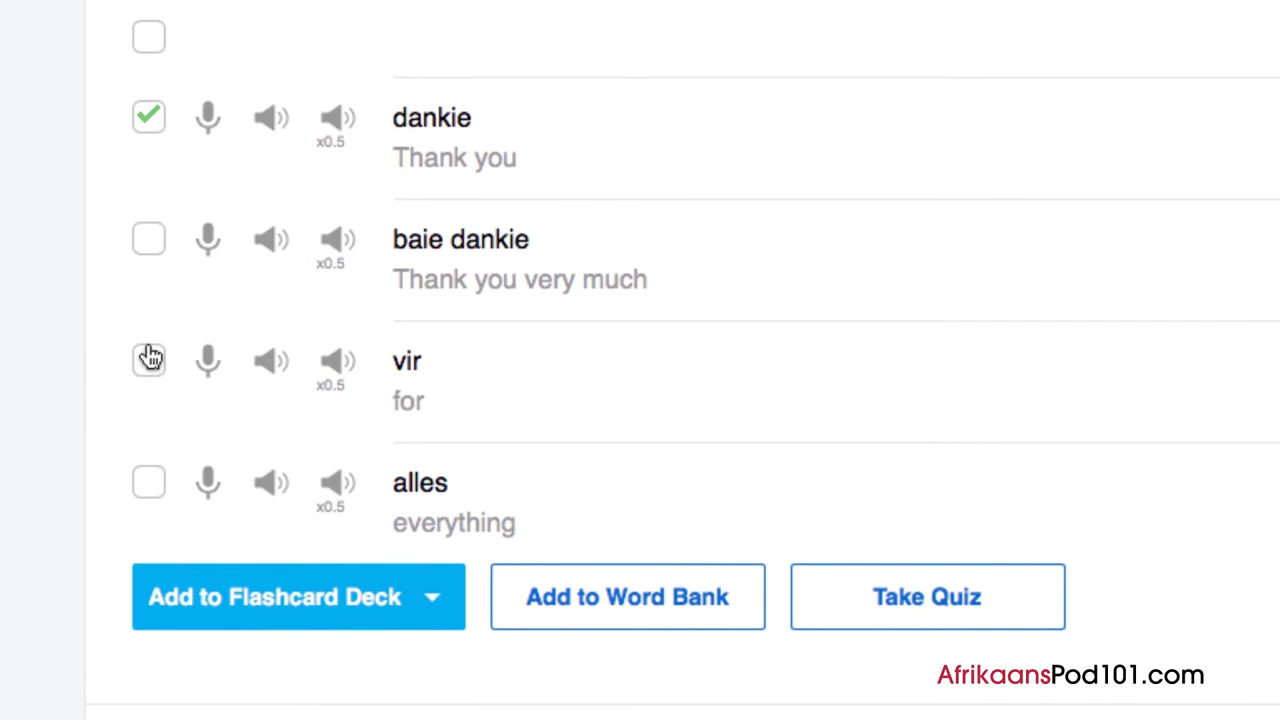 dankie
x0.5
Thank you
baie dankie
x0.5
Thank you very much
vir
x0.5
for
alles
x0.5
everything
Add to Flashcard Deck
Add to Word Bank
Take Quiz
AfrikaansPod101.com